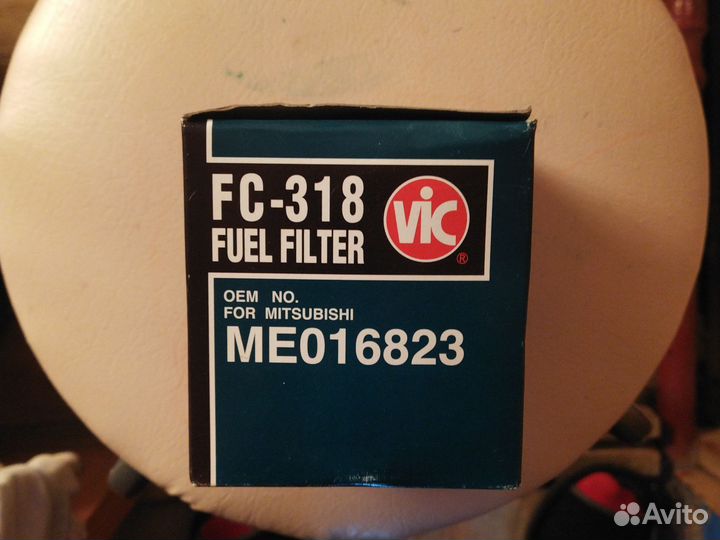 FC-318
FUEL FILTER
VIC
®
OEM NO.
FOR MITSUBISHI
ME016823
Avito